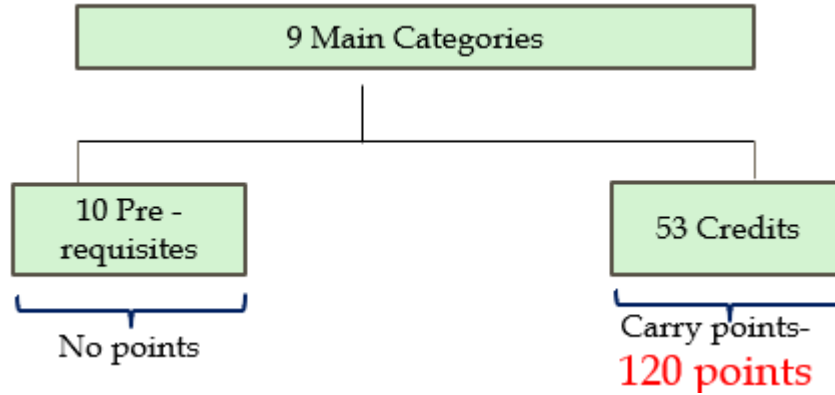 9 Main Categories
10 Pre -
requisites
53 Credits
No points
Carry points-
120 points